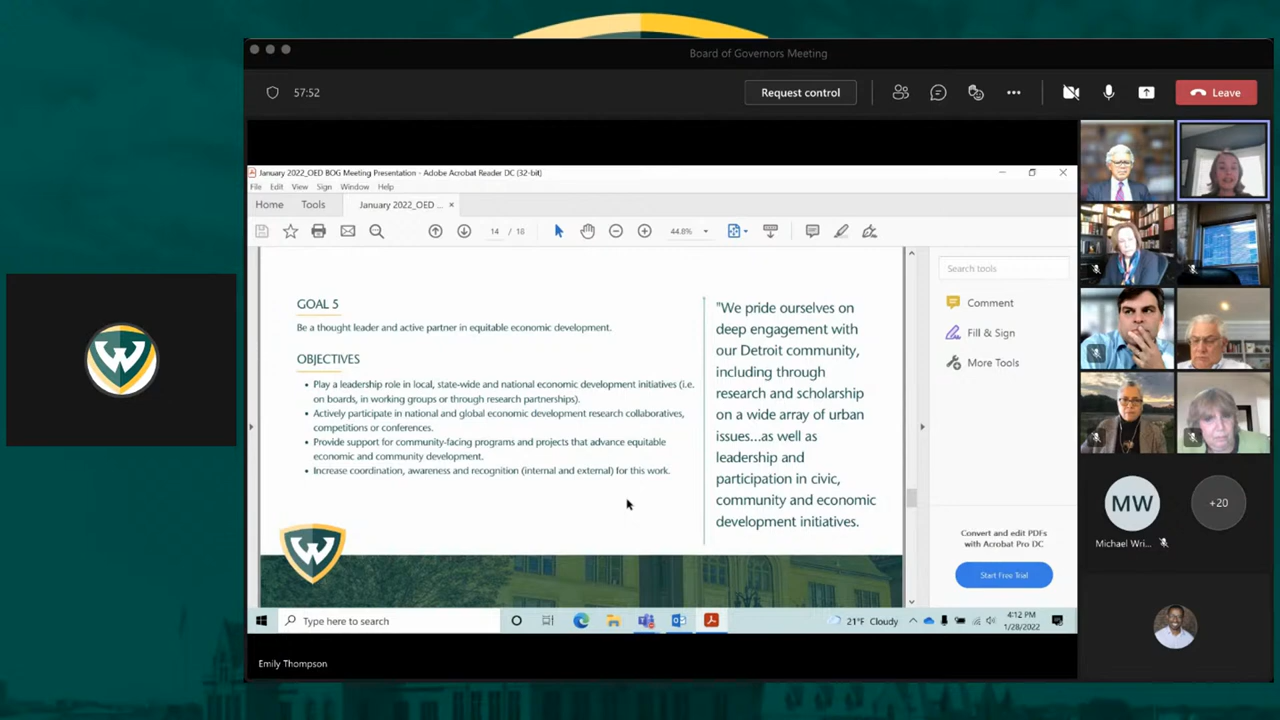 Board of Governors Meeting
57:52
Request control
Leave
January 2022_OED BOG Meeting Presentation - Adobe Acrobat Reader DC (32-bit)
File Edit View Sign Window Help
Home Tools January 2022_OED ... ×
14 / 18 44.8%
GOAL 5
Be a thought leader and active partner in equitable economic development.
OBJECTIVES
• Play a leadership role in local, state-wide and national economic development initiatives (i.e.
on boards, in working groups or through research partnerships).
• Actively participate in national and global economic development research collaboratives,
competitions or conferences.
• Provide support for community-facing programs and projects that advance equitable
economic and community development.
• Increase coordination, awareness and recognition (internal and external) for this work.
"We pride ourselves on
deep engagement with
our Detroit community,
including through
research and scholarship
on a wide array of urban
issues...as well as
leadership and
participation in civic,
community and economic
development initiatives.
Search tools
Comment
Fill & Sign
More Tools
Convert and edit PDFs
with Acrobat Pro DC
Start Free Trial
W
W
MW
+20
Michael Wri...
Type here to search
21°F Cloudy
4:12 PM
1/28/2022
Emily Thompson